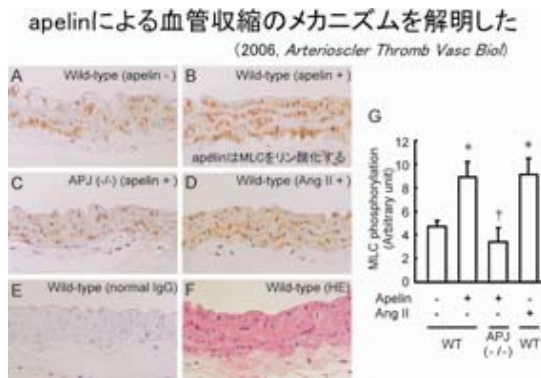 apelinによる血管収縮のメカニズムを解明した
(2006, Arterioscler Thromb Vasc Biol)
A Wild-type (apelin -)
B Wild-type (apelin +)
apelinはMLCをリン酸化する
C APJ (-/-) (apelin +)
D Wild-type (Ang II +)
E Wild-type (normal IgG)
F Wild-type (HE)
G
MLC phosphorylation
(Arbitrary unit)
12
10
8
6
4
2
0
* † *
Apelin - + + -
Ang II - - - +
WT APJ (-/-) WT